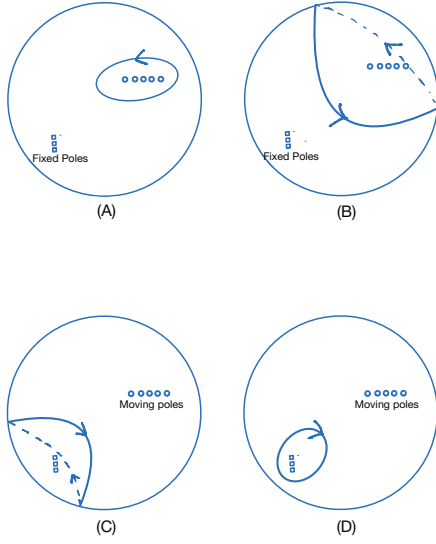 Fixed Poles
(A)
Fixed Poles
(B)
Moving poles
(C)
Moving poles
(D)